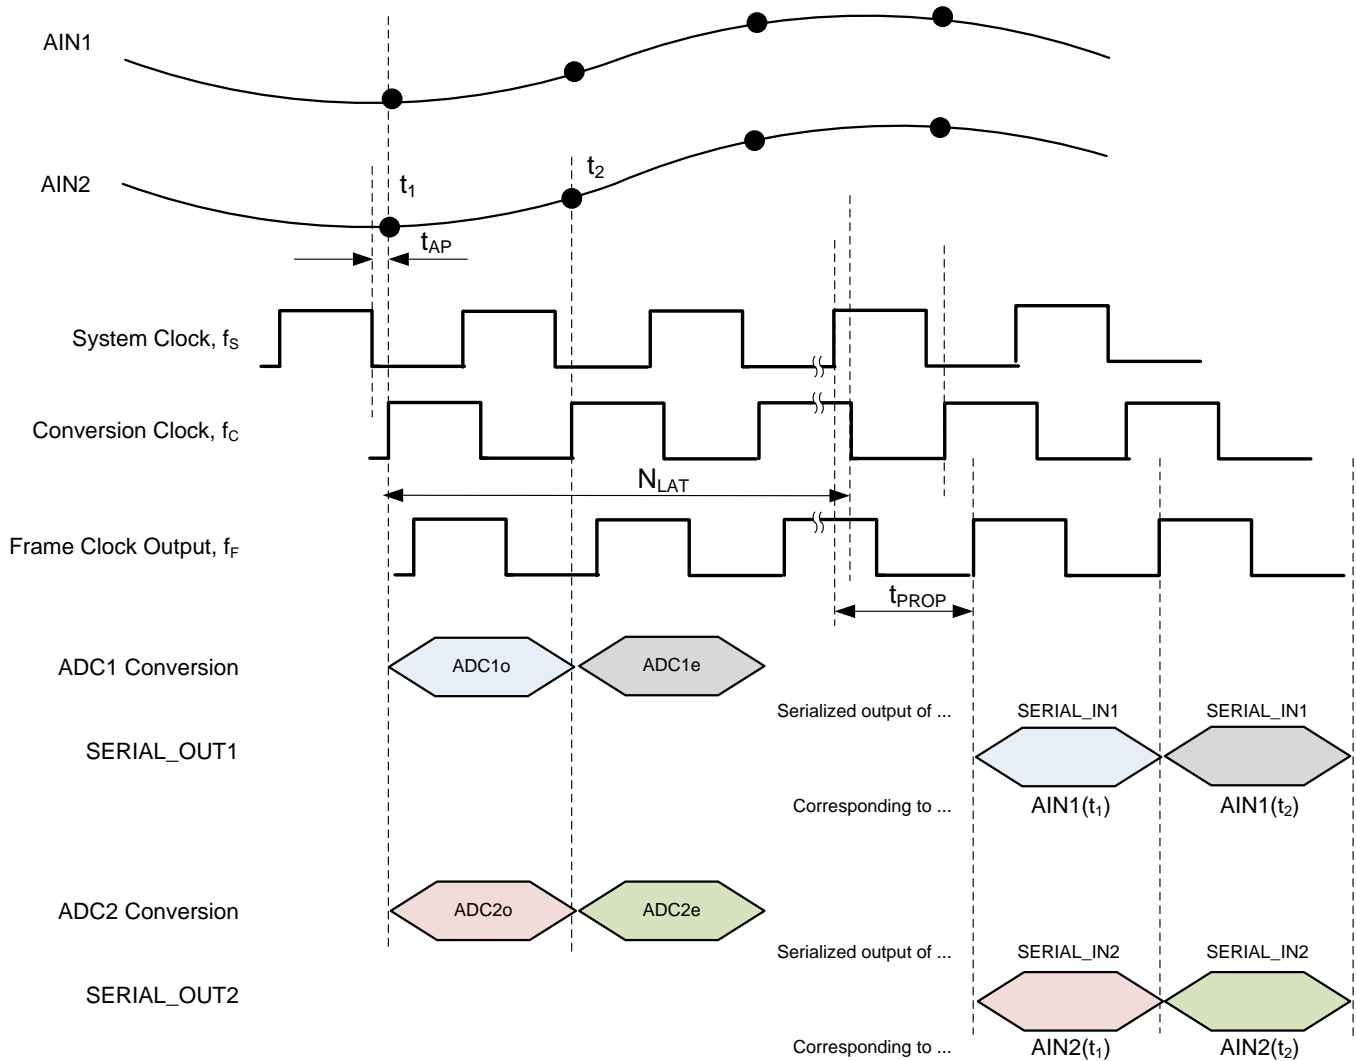 AIN1
t2
AIN2
t1
tAP
System Clock, fS
Conversion Clock, fC
NLAT
Frame Clock Output, fF
tPROP
ADC1 Conversion
ADC1o
ADC1e
Serialized output of ...
SERIAL_IN1
SERIAL_IN1
SERIAL_OUT1
Corresponding to ...
AIN1(t1)
AIN1(t2)
ADC2 Conversion
ADC2o
ADC2e
Serialized output of ...
SERIAL_IN2
SERIAL_IN2
SERIAL_OUT2
Corresponding to ...
AIN2(t1)
AIN2(t2)